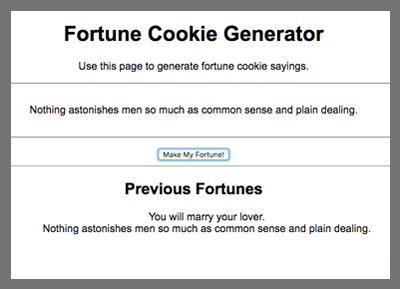 Fortune Cookie Generator
Use this page to generate fortune cookie sayings.
Nothing astonishes men so much as common sense and plain dealing.
Make My Fortune!
Previous Fortunes
You will marry your lover.
Nothing astonishes men so much as common sense and plain dealing.